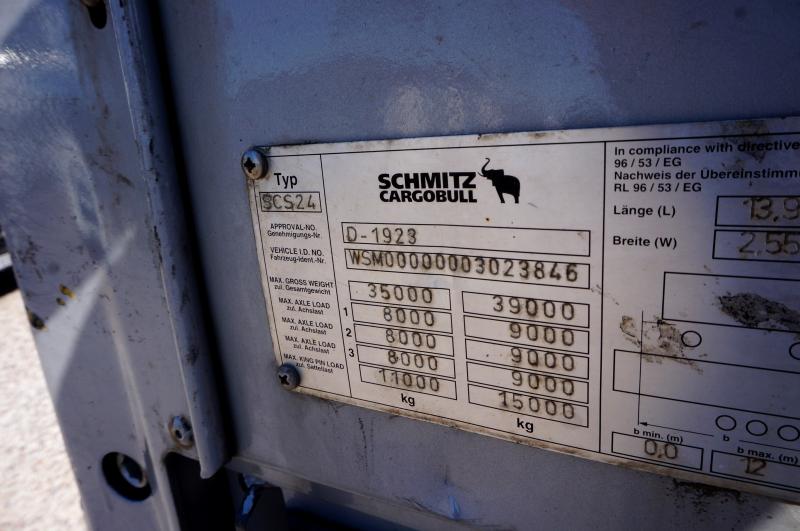 Typ
SCS24
SCHMITZ
CARGOBULL
APPROVAL-NO.
Genehmigungs-Nr.
D-1923
VEHICLE I.D. NO.
Fahrzeug-Ident.-Nr.
WSM00000003023846
MAX. GROSS WEIGHT
zul. Gesamtgewicht
35000 39000
MAX. AXLE LOAD
zul. Achslast
1 8000 9000
MAX. AXLE LOAD
zul. Achslast
2 8000 9000
MAX. AXLE LOAD
zul. Achslast
3 8000 9000
MAX. KING PIN LOAD
zul. Sattellast
11000 15000
kg kg
In compliance with directive
96 / 53 / EG
Nachweis der Übereinstimm
RL 96 / 53 / EG
Länge (L) 13,9
Breite (W) 2.55
b
b min. (m) b max. (m)
0,0 12